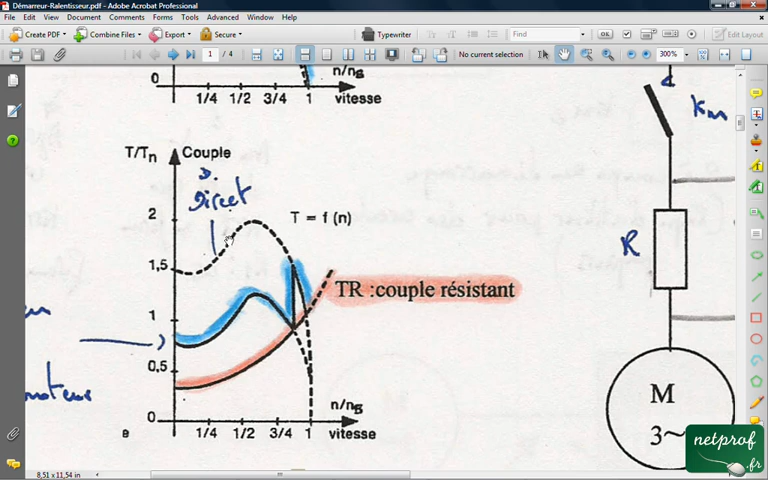 Démarreur-Ralentisseur.pdf - Adobe Acrobat Professional
File Edit View Document Comments Forms Tools Advanced Window Help
Create PDF Combine Files Export Secure Typewriter Find Edit Layout
1 / 4 No current selection 300%
0 n/ns
1/4 1/2 3/4 1 vitesse
Km
T/Tn Couple
D.
Direct
2
T = f (n)
1,5
TR :couple résistant
R
1
0,5
moteur
n/ns
0
e 1/4 1/2 3/4 1 vitesse
M
3~
netprof
.fr
8,51 x 11,54 in